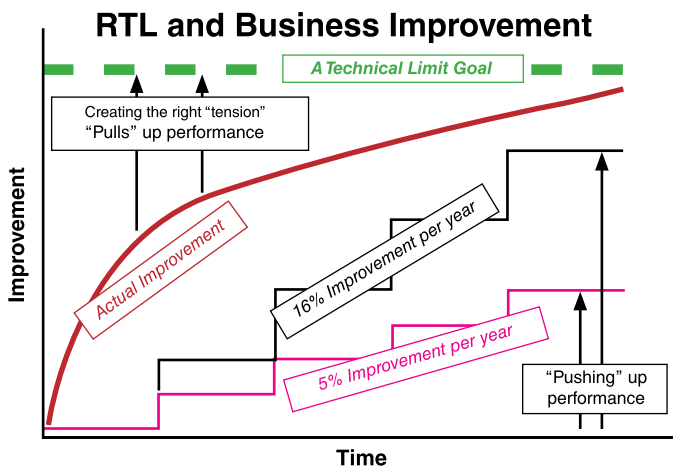 RTL and Business Improvement
A Technical Limit Goal
Creating the right “tension”
“Pulls” up performance
Improvement
Actual Improvement
16% Improvement per year
5% Improvement per year
“Pushing” up
performance
Time